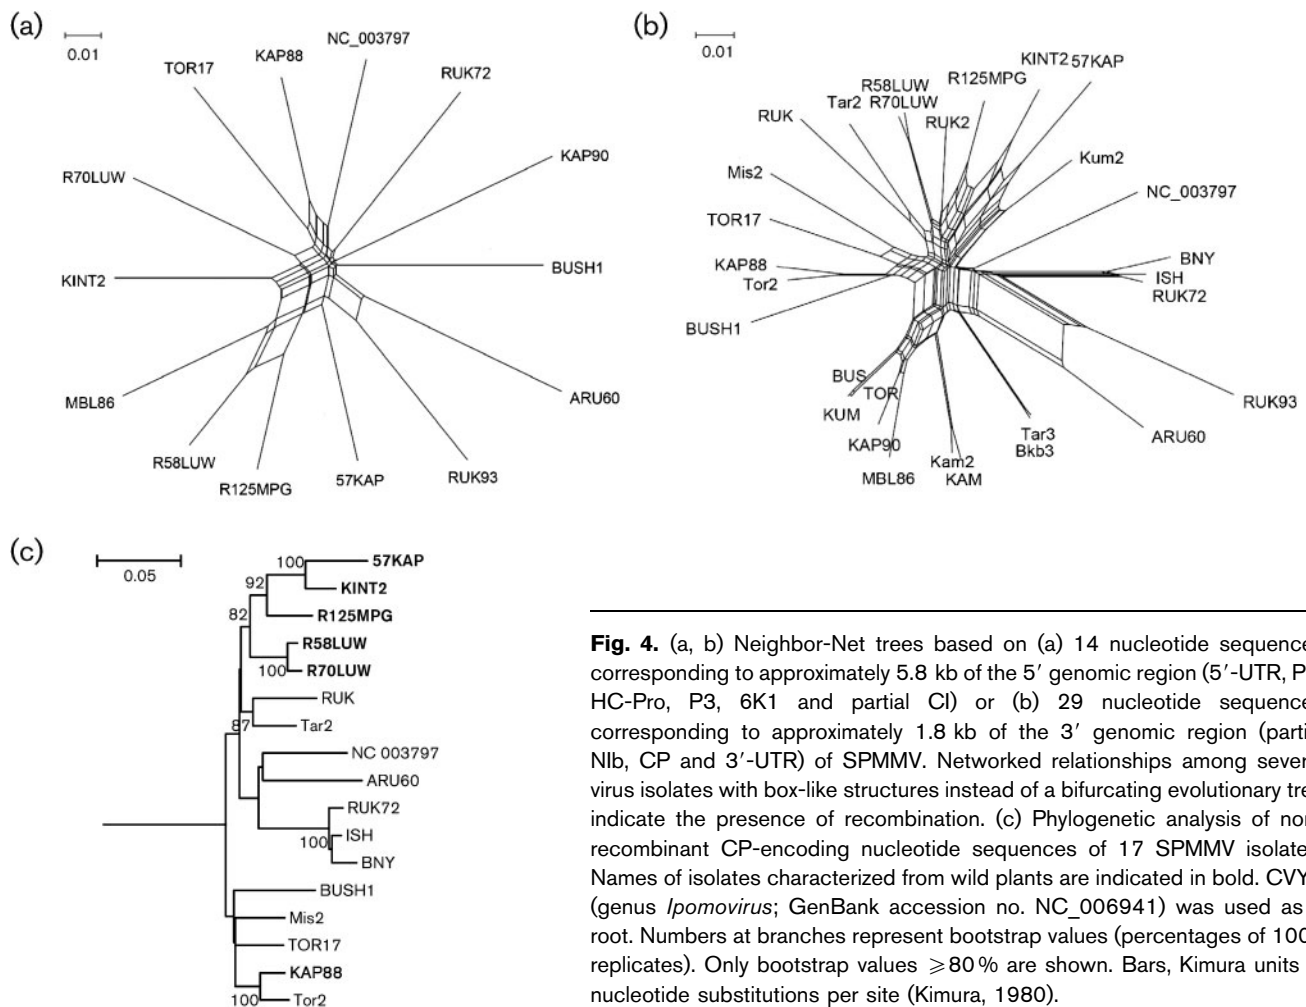 (a)
0.01
NC_003797
KAP88
TOR17
RUK72
KAP90
R70LUW
BUSH1
KINT2
MBL86
ARU60
R58LUW
R125MPG
57KAP
RUK93
(b)
0.01
KINT2 57KAP
R125MPG
R58LUW
Tar2 R70LUW
RUK
RUK2
Kum2
Mis2
NC_003797
TOR17
KAP88
BNY
Tor2
ISH
RUK72
BUSH1
BUS
TOR
KUM
RUK93
KAP90
Tar3
ARU60
Bkb3
Kam2
MBL86
KAM
(c)
0.05
100
57KAP
92
KINT2
82
R125MPG
R58LUW
100
R70LUW
RUK
87
Tar2
NC 003797
ARU60
RUK72
100
ISH
BNY
BUSH1
Mis2
TOR17
KAP88
100
Tor2
Fig. 4. (a, b) Neighbor-Net trees based on (a) 14 nucleotide sequence
corresponding to approximately 5.8 kb of the 5′ genomic region (5′-UTR, P
HC-Pro, P3, 6K1 and partial CI) or (b) 29 nucleotide sequence
corresponding to approximately 1.8 kb of the 3′ genomic region (parti
NIb, CP and 3′-UTR) of SPMMV. Networked relationships among sever
virus isolates with box-like structures instead of a bifurcating evolutionary tre
indicate the presence of recombination. (c) Phylogenetic analysis of non
recombinant CP-encoding nucleotide sequences of 17 SPMMV isolate
Names of isolates characterized from wild plants are indicated in bold. CVY
(genus Ipomovirus; GenBank accession no. NC_006941) was used as
root. Numbers at branches represent bootstrap values (percentages of 100
replicates). Only bootstrap values ⩾80 % are shown. Bars, Kimura units
nucleotide substitutions per site (Kimura, 1980).